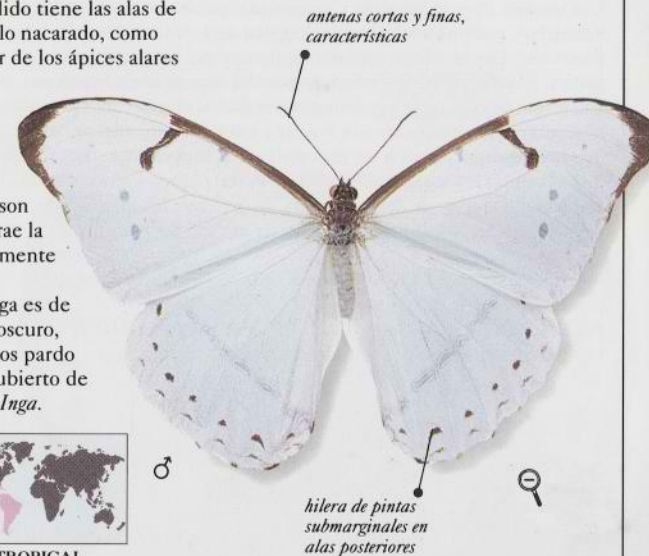 lido tiene las alas de
lo nacarado, como
r de los ápices alares
antenas cortas y finas,
características
son
rae la
mente
ga es de
oscuro,
os pardo
ubierto de
Inga.
♂
hilera de pintas
submarginales en
alas posteriores
TROPICAL